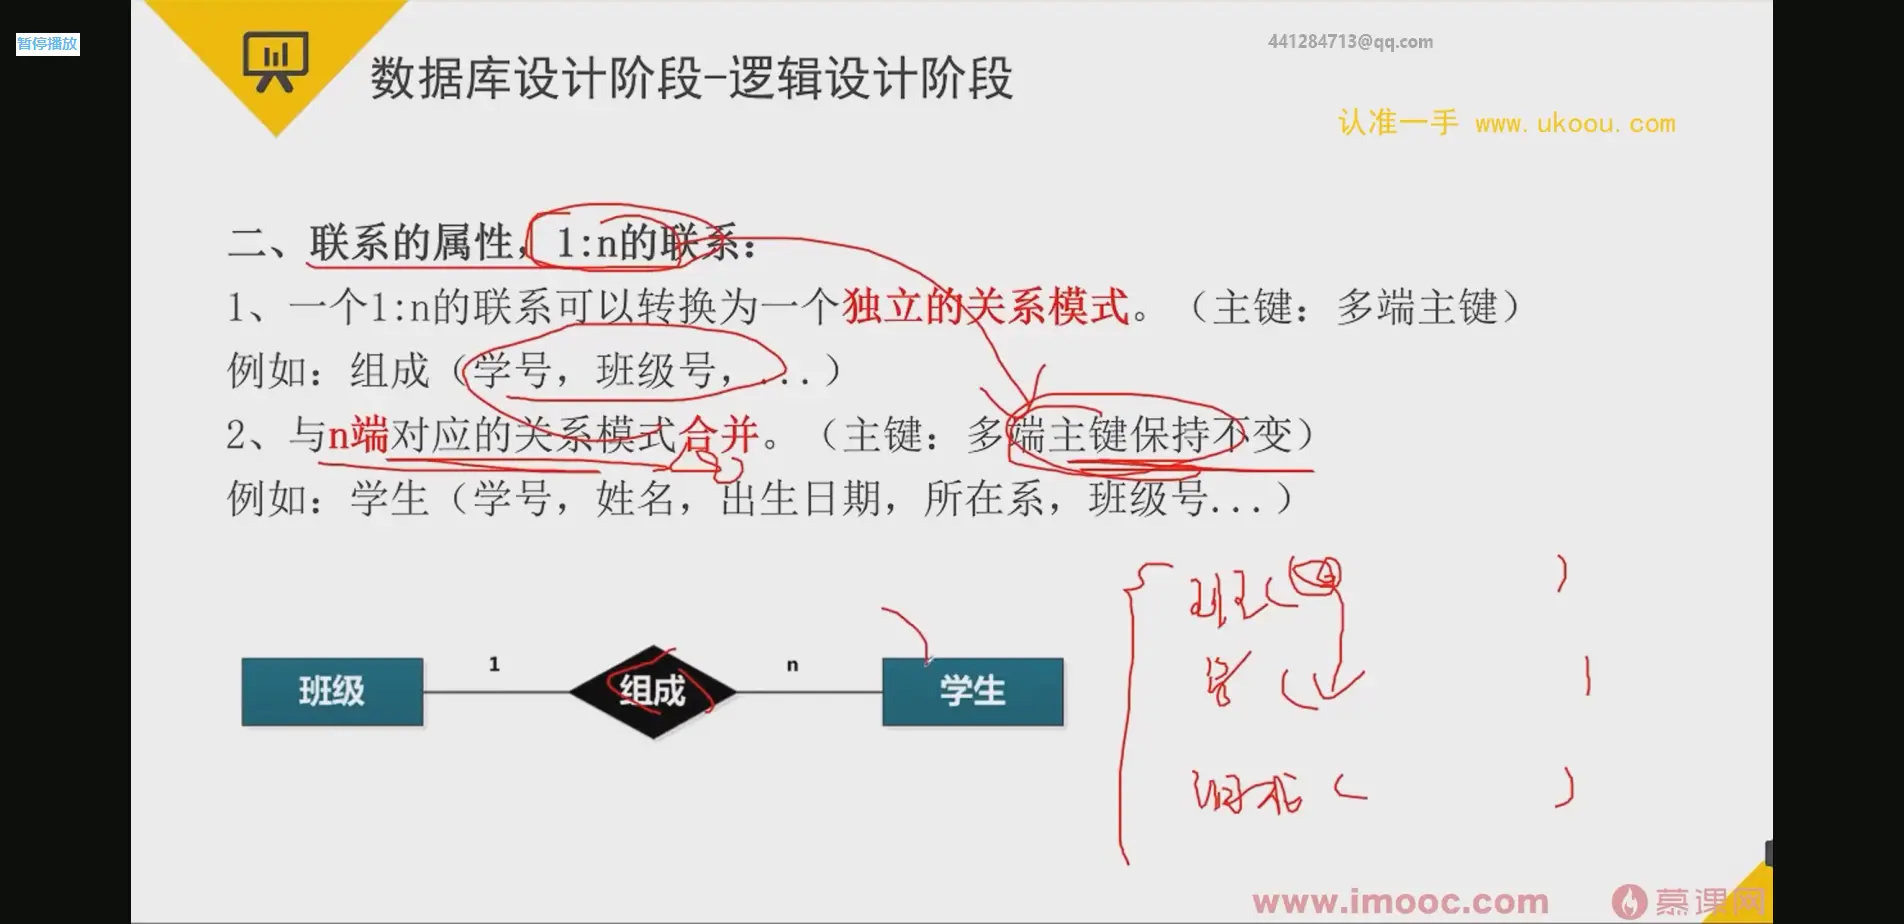 暂停播放
441284713@qq.com
数据库设计阶段-逻辑设计阶段
认准一手 www.ukoou.com
二、联系的属性，1:n的联系：
1、一个1:n的联系可以转换为一个独立的关系模式。（主键：多端主键）
例如：组成（学号，班级号，...）
2、与n端对应的关系模式合并。（主键：多端主键保持不变）
例如：学生（学号，姓名，出生日期，所在系，班级号...）
班级 1 组成 n 学生
www.imooc.com 慕课网